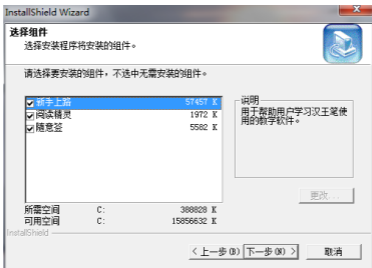 InstallShield Wizard
选择组件
选择安装程序将安装的组件。
请选择要安装的组件，不选中无需安装的组件。
新手上路 57457 K
阅读精灵 1972 K
随意签 5582 K
说明
用于帮助用户学习汉王笔使
用的教学软件。
更改...
所需空间 C: 388828 K
可用空间 C: 15856632 K
InstallShield
< 上一步(B) 下一步(N) > 取消